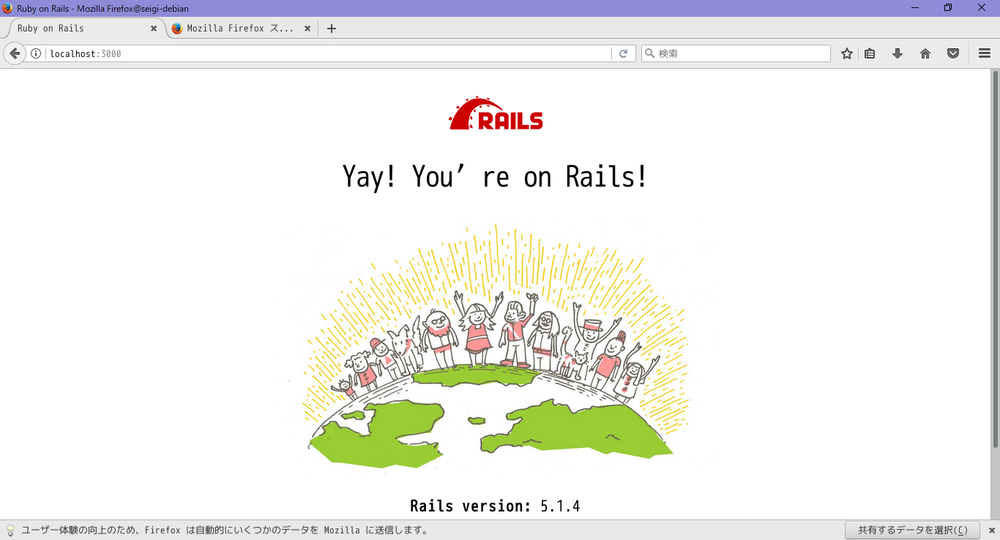 Ruby on Rails - Mozilla Firefox@seigi-debian
Ruby on Rails
Mozilla Firefox ス...
localhost:3000
検索
RAILS
Yay! You’re on Rails!
Rails version: 5.1.4
ユーザー体験の向上のため、Firefox は自動的にいくつかのデータを Mozilla に送信します。
共有するデータを選択(C)